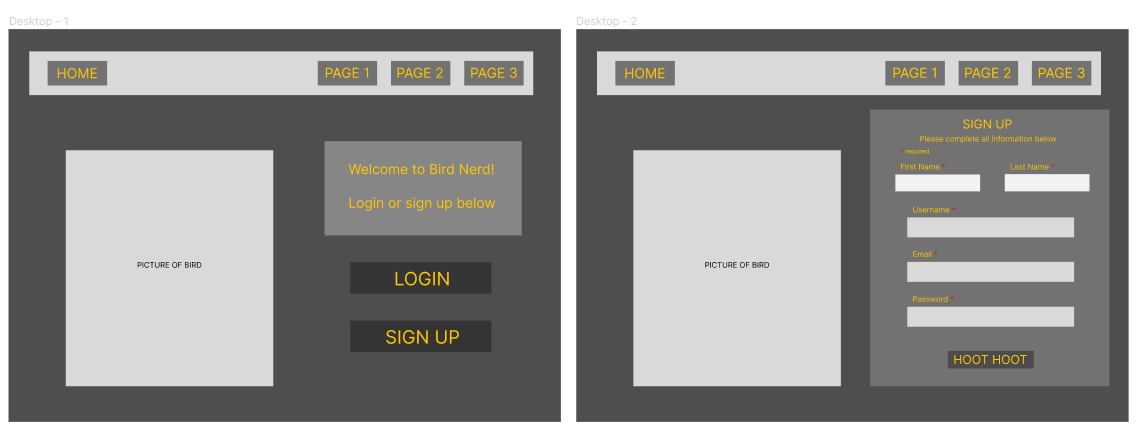 Desktop - 1
HOME
PAGE 1
PAGE 2
PAGE 3
PICTURE OF BIRD
Welcome to Bird Nerd!
Login or sign up below
LOGIN
SIGN UP
Desktop - 2
HOME
PAGE 1
PAGE 2
PAGE 3
PICTURE OF BIRD
SIGN UP
Please complete all Information below
* required
First Name *
Last Name *
Username *
Email *
Password *
HOOT HOOT